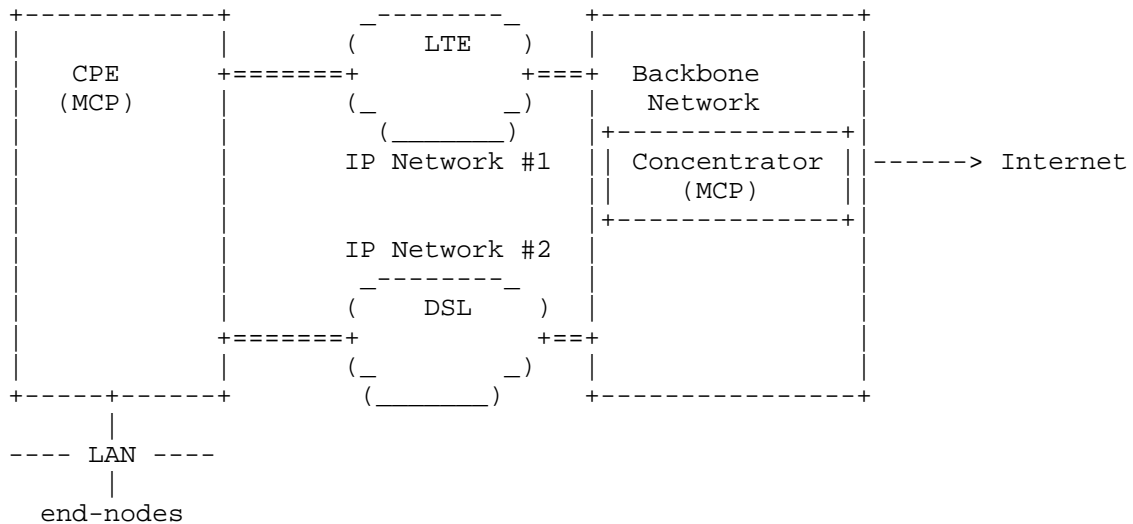 LTE
CPE Backbone
(MCP) Network
IP Network #1 Concentrator ------> Internet
(MCP)
IP Network #2
DSL
---- LAN ----
end-nodes